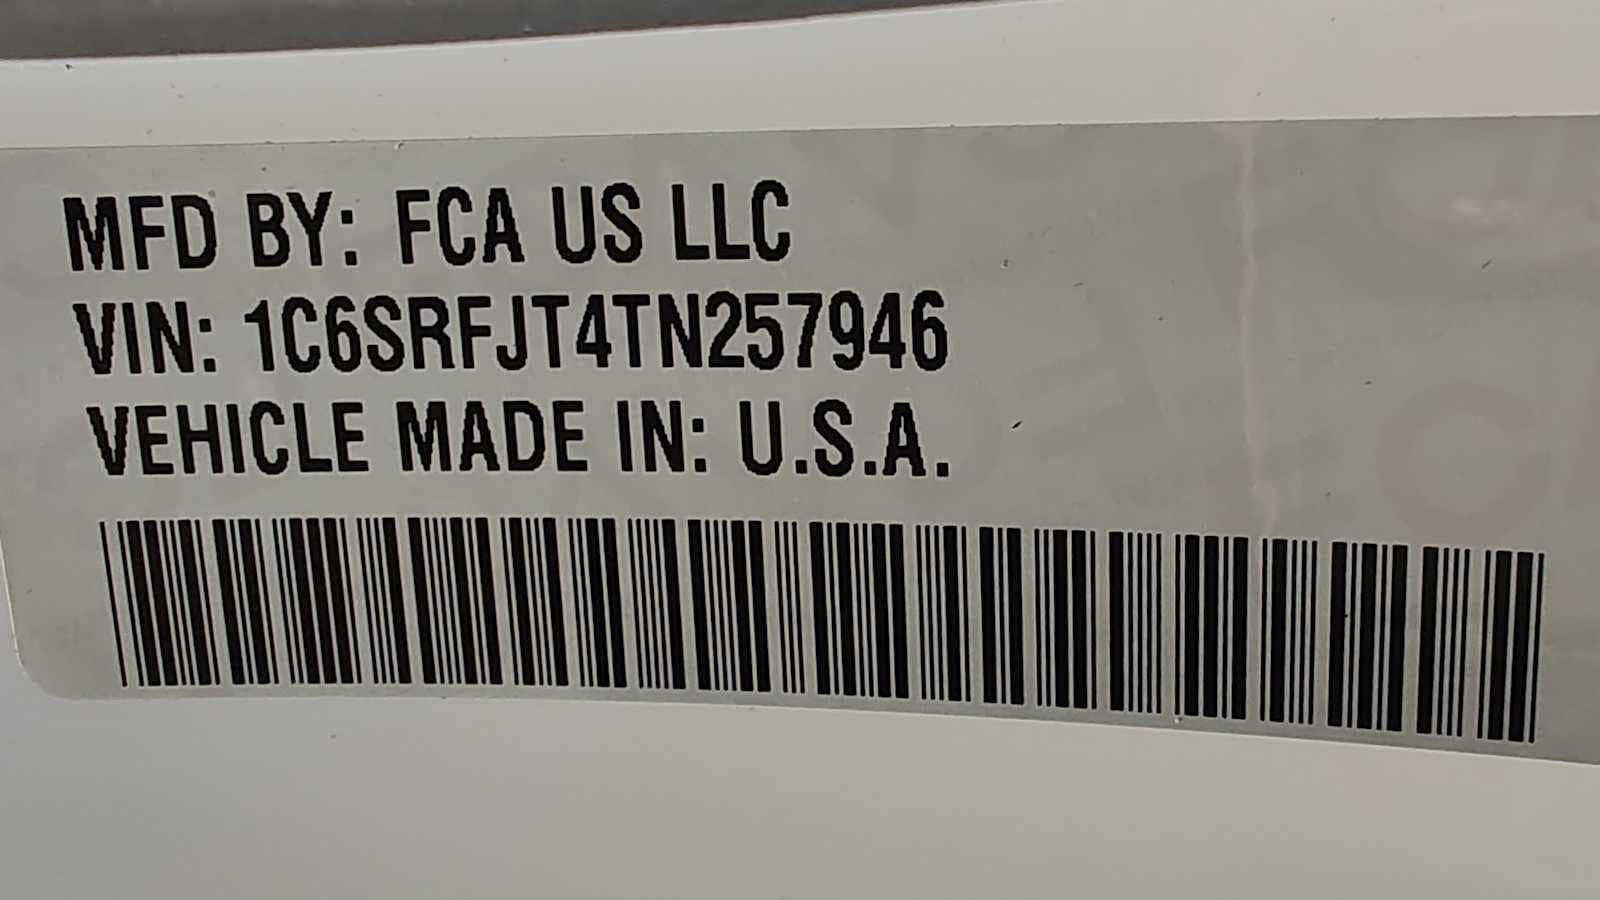 MFD BY: FCA US LLC
VIN: 1C6SRFJT4TN257946
VEHICLE MADE IN: U.S.A.